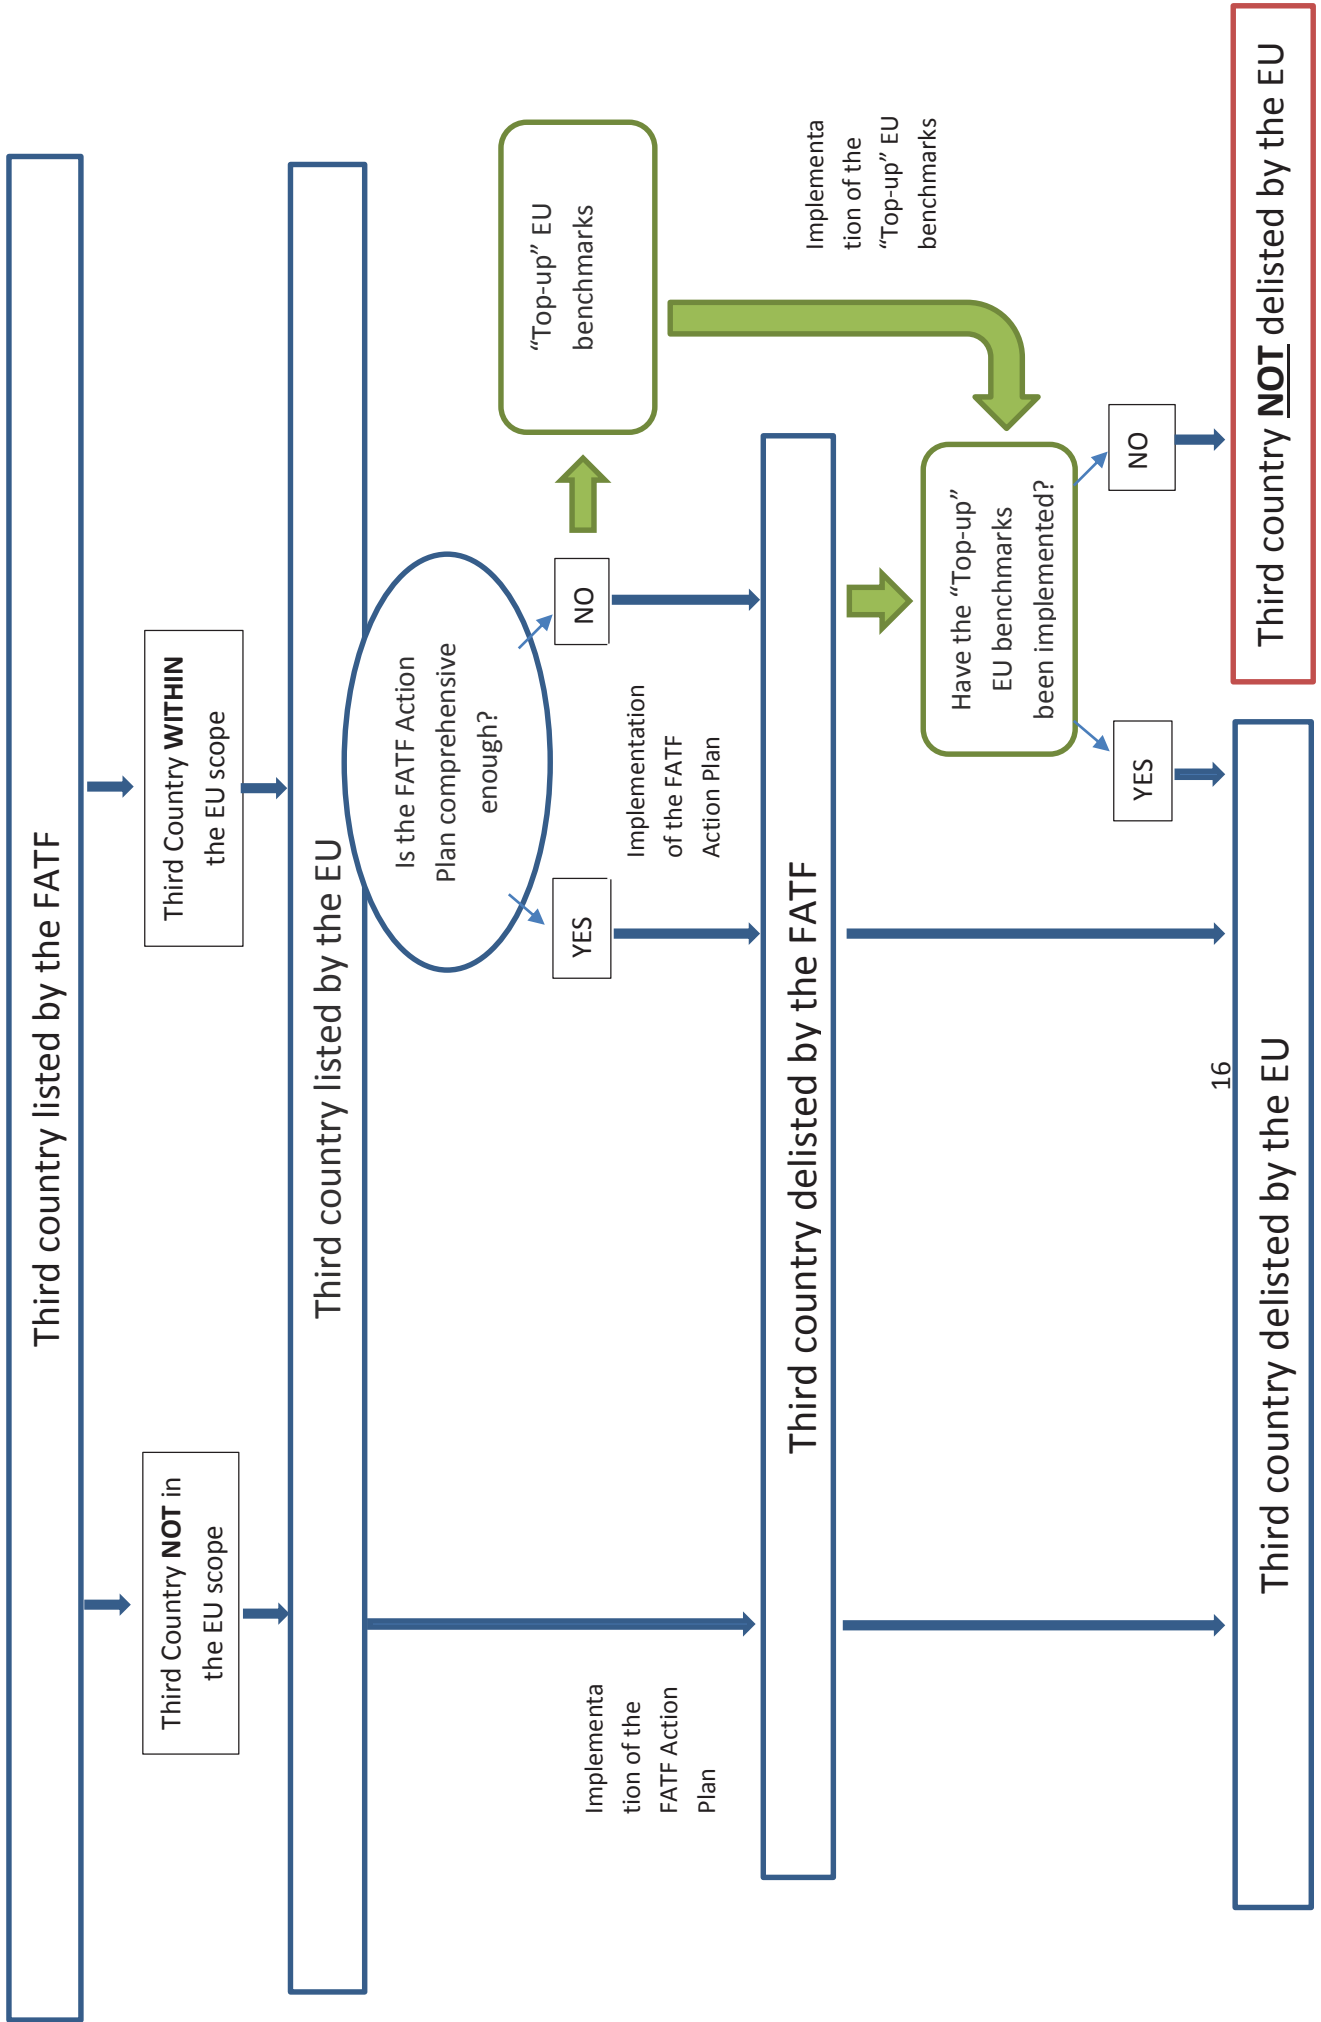 Third country listed by the FATF
Third Country NOT in
the EU scope
Third Country WITHIN
the EU scope
Third country listed by the EU
Is the FATF Action
Plan comprehensive
enough?
YES
NO
"Top-up" EU
benchmarks
Implementa
tion of the
FATF Action
Plan
Implementation
of the FATF
Action Plan
Implementa
tion of the
"Top-up" EU
benchmarks
Third country delisted by the FATF
Have the "Top-up"
EU benchmarks
been implemented?
YES
NO
16
Third country delisted by the EU
Third country NOT delisted by the EU